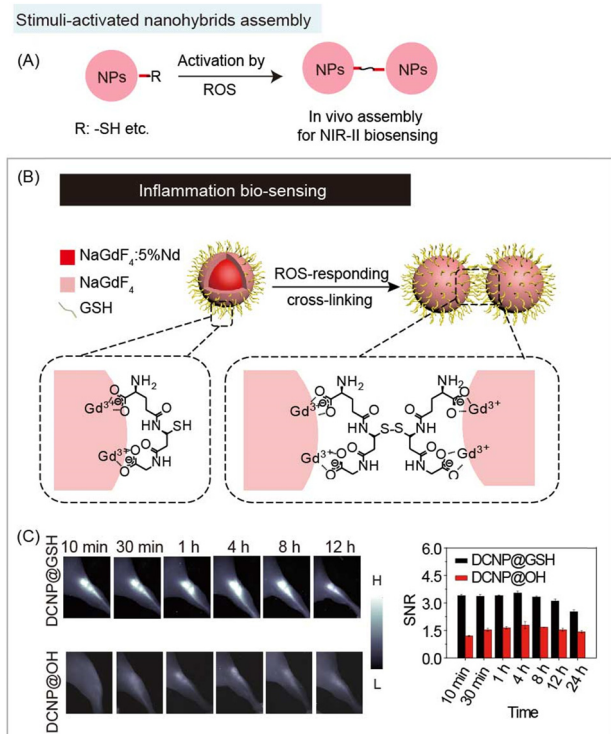 Stimuli-activated nanohybrids assembly
(A)
NPs
R
Activation by
ROS
NPs
NPs
R: -SH etc.
In vivo assembly
for NIR-II biosensing
(B)
Inflammation bio-sensing
NaGdF4:5%Nd
NaGdF4
GSH
ROS-responding
cross-linking
NH2
O
Gd3+
O
O
HN
SH
O
Gd3+
O
NH
O
NH2
NH2
O
O
Gd3+
Gd3+
O
O
O
O
HN
S-S
NH
O
O
Gd3+
Gd3+
O
O
NH
HN
O
O
(C)
10 min 30 min 1 h 4 h 8 h 12 h
DCNP@GSH
DCNP@OH
H
L
6.0
4.5
3.0
1.5
0.0
SNR
DCNP@GSH
DCNP@OH
10 min
30 min
1 h
4 h
8 h
12 h
24 h
Time